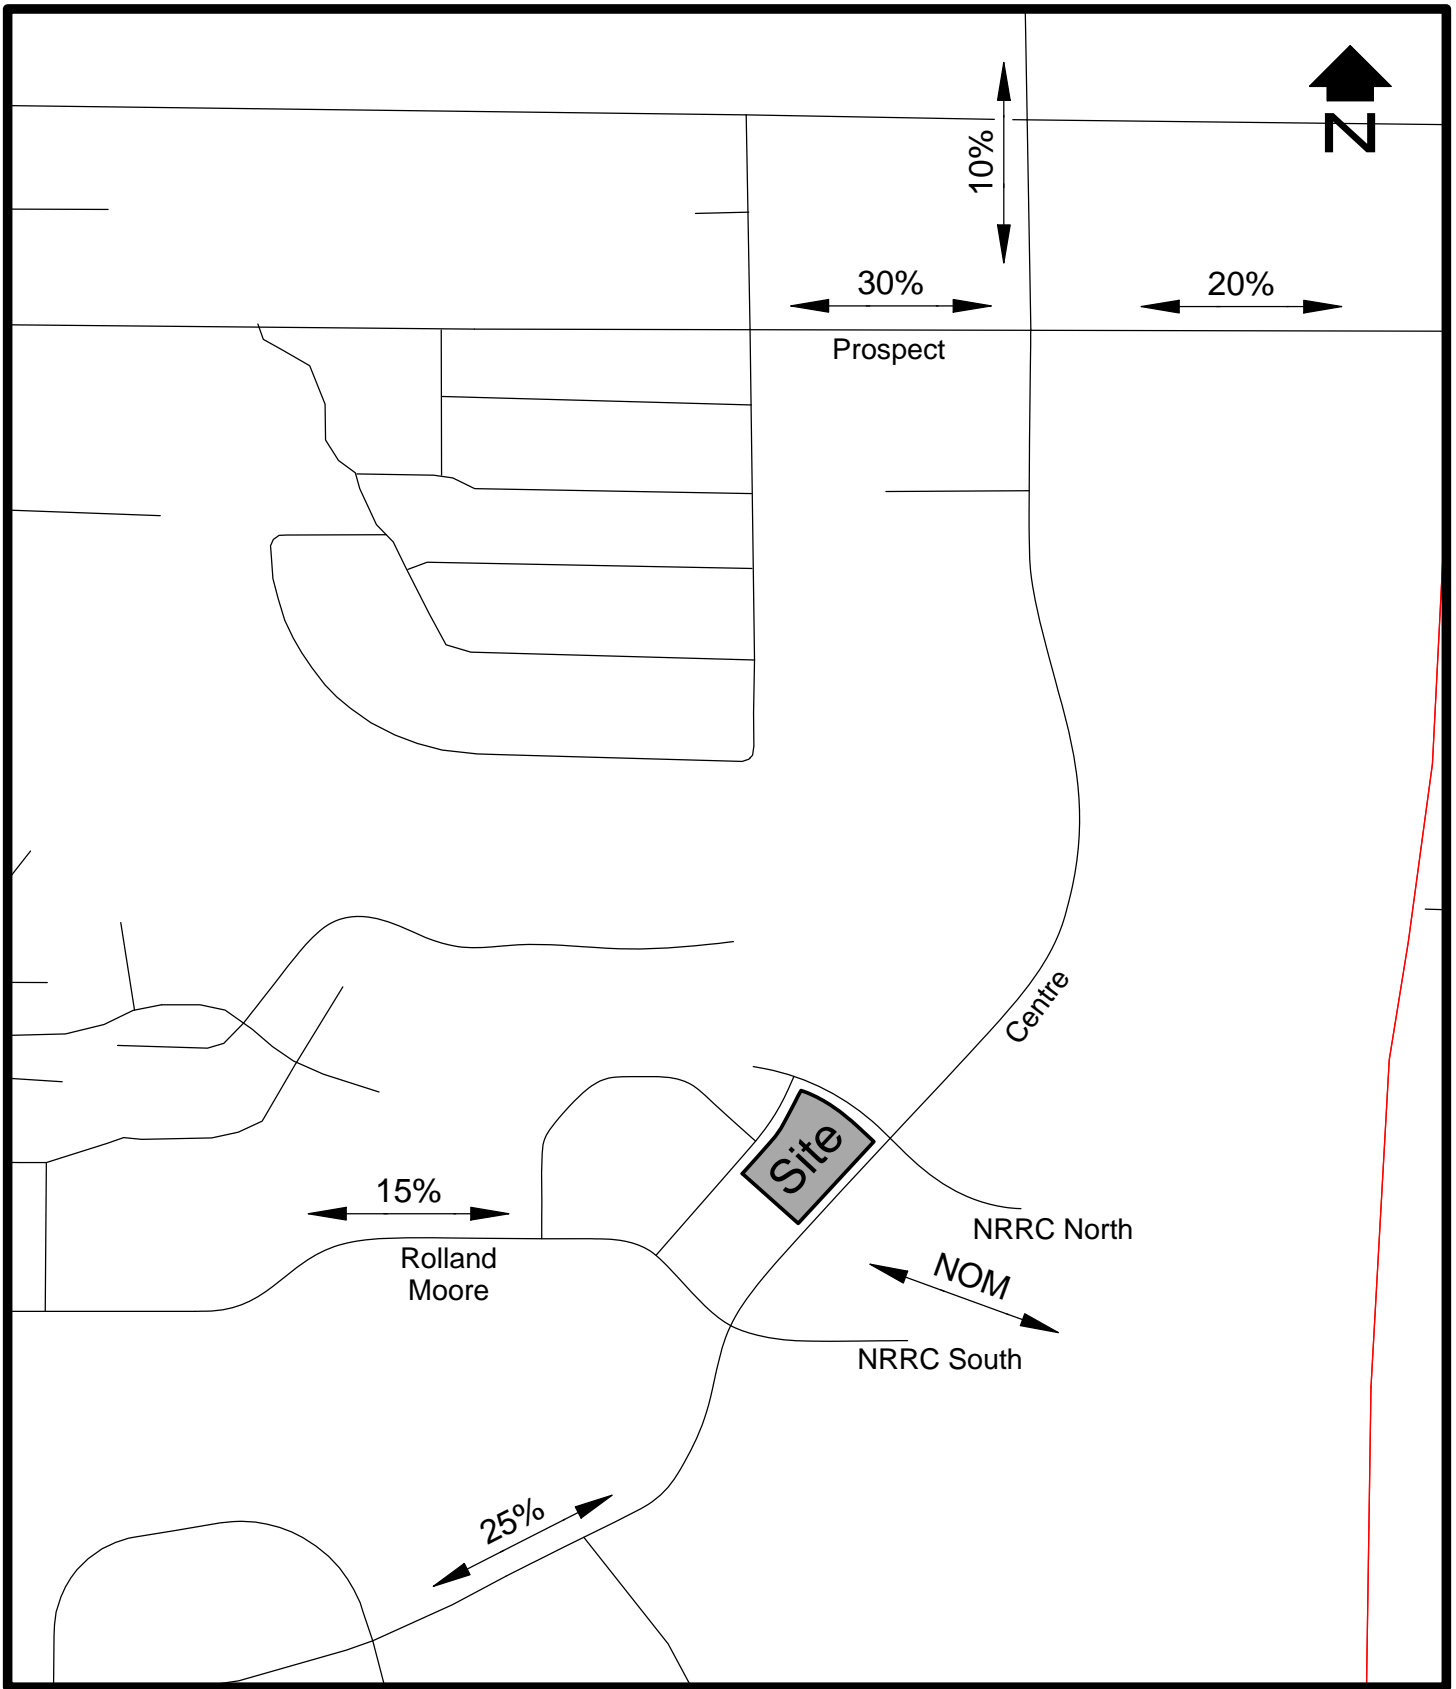 N
10%
30%
20%
Prospect
Centre
Site
15%
Rolland
Moore
NRRC North
NOM
NRRC South
25%